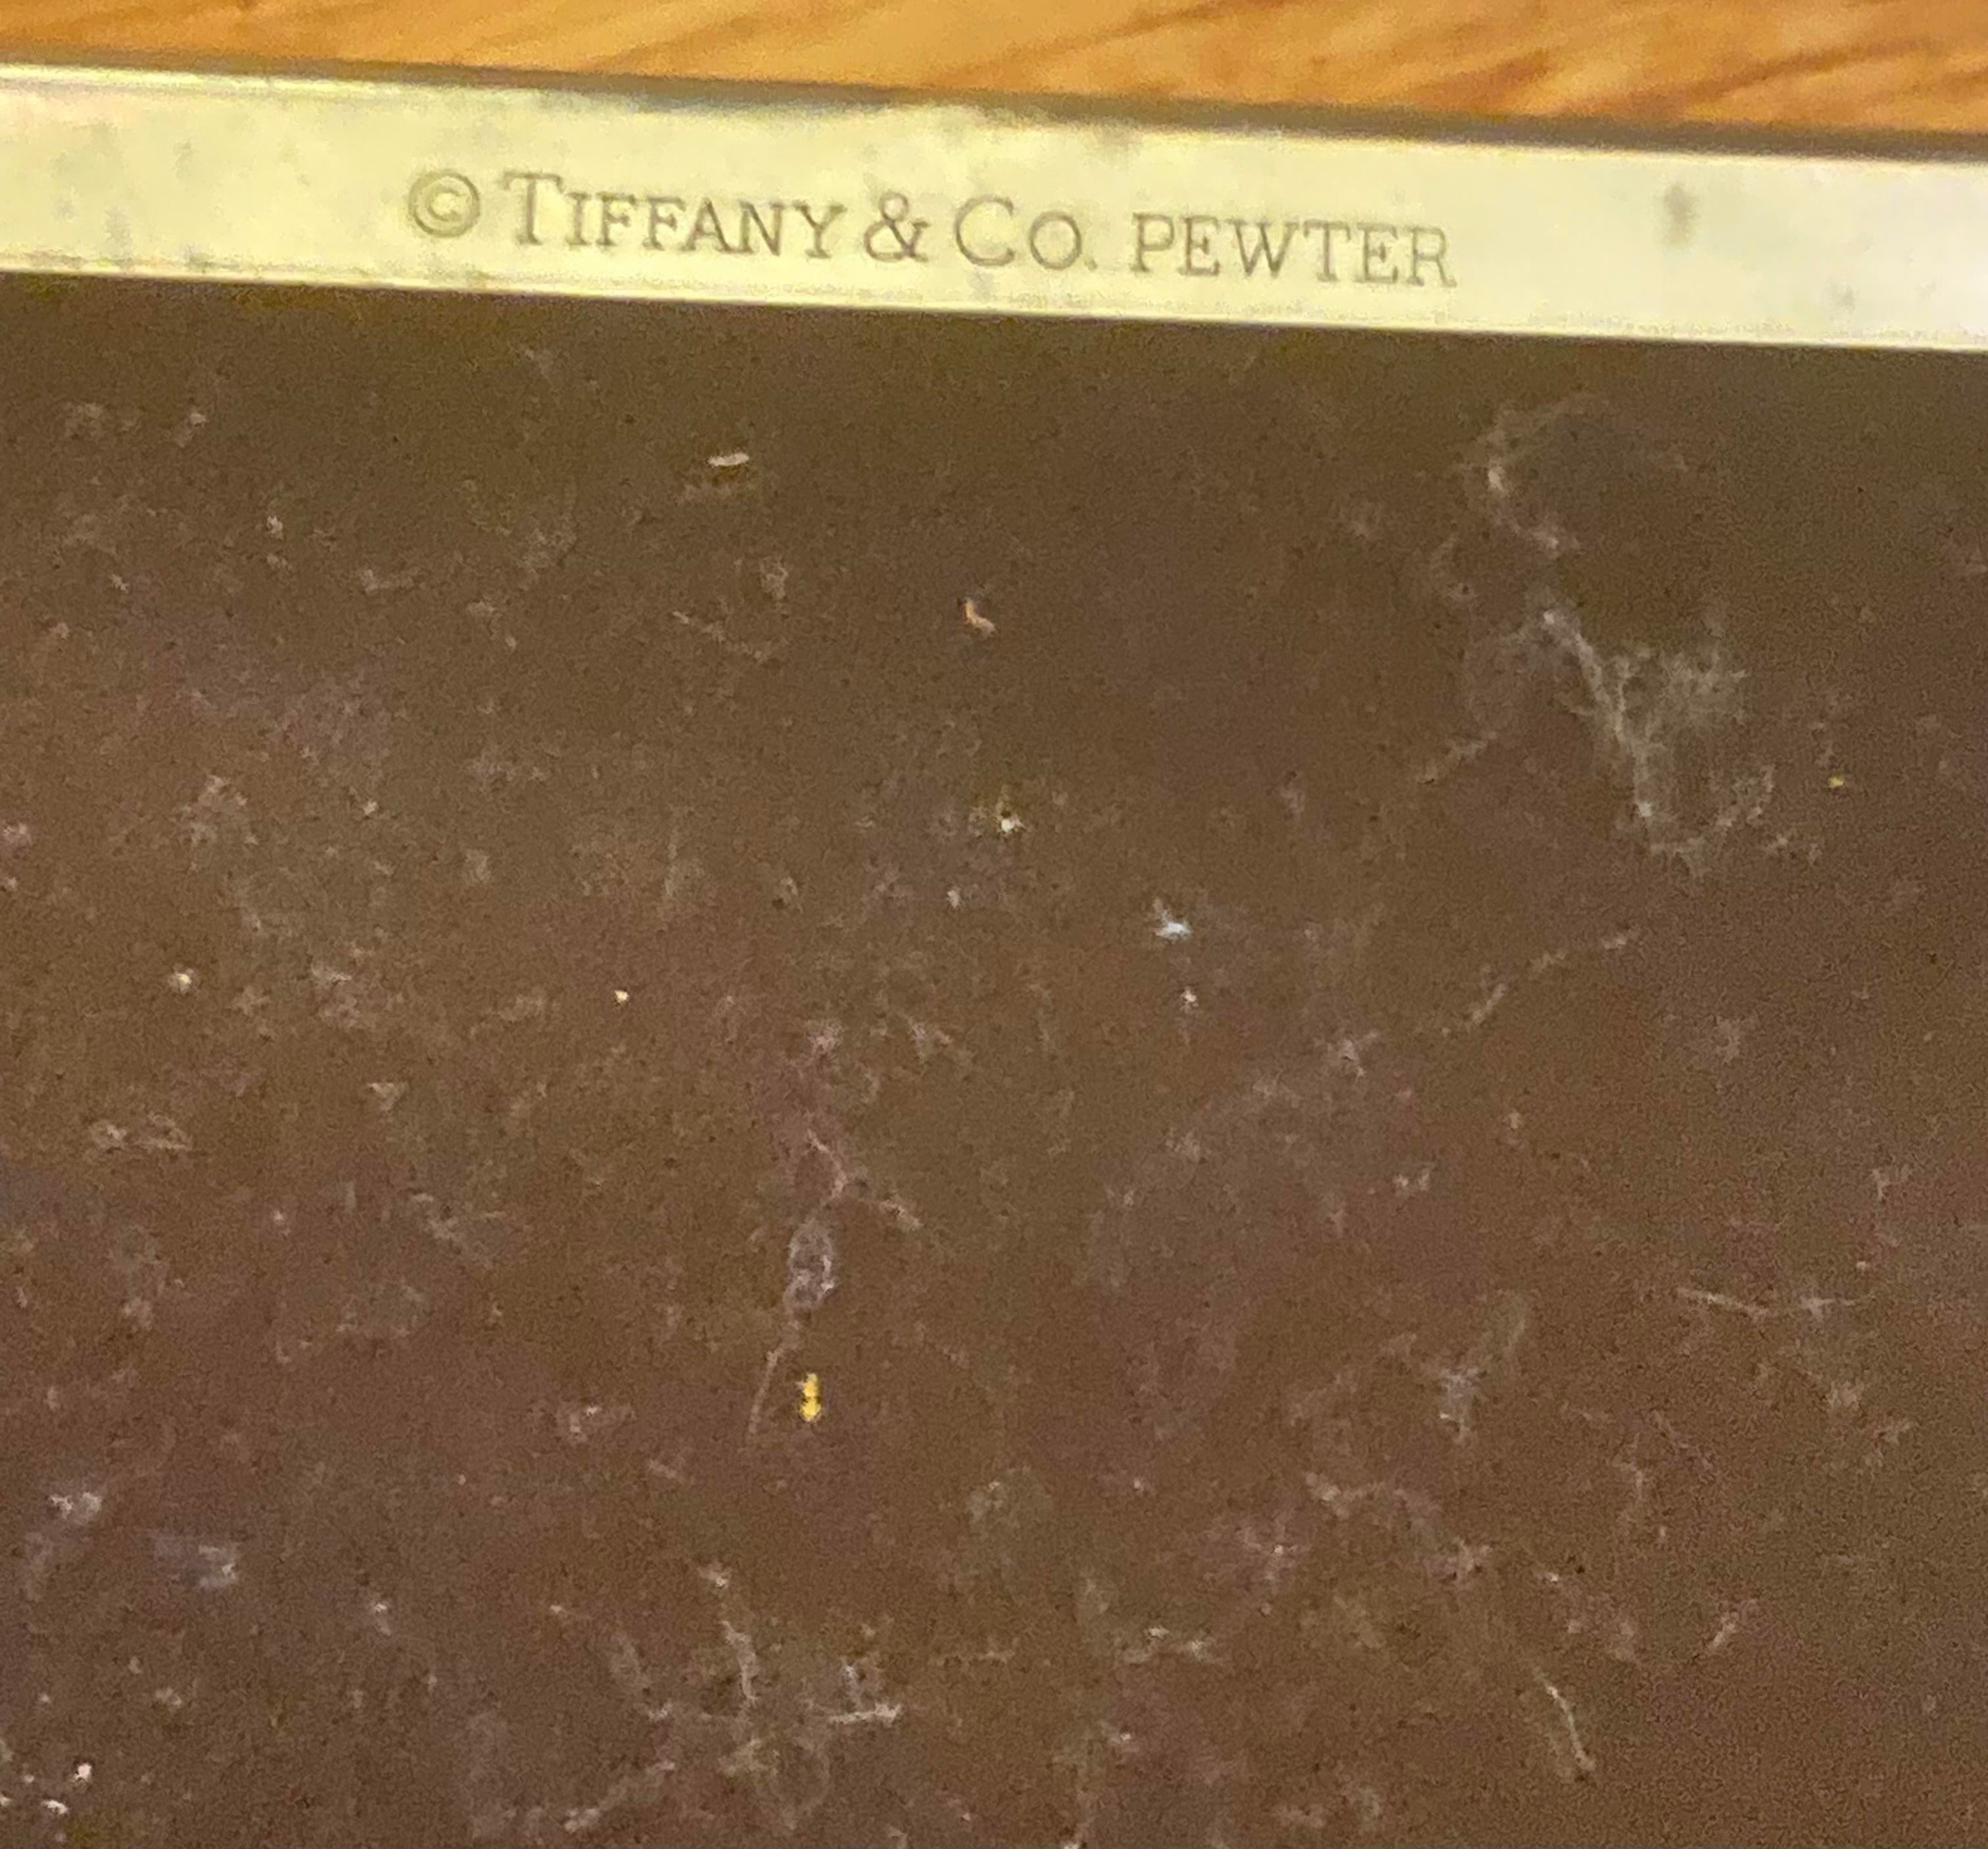 © TIFFANY & CO. PEWTER